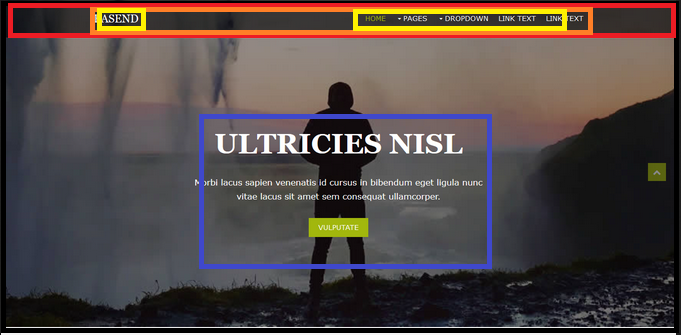 BASEND
HOME PAGES DROPDOWN LINK TEXT LINK TEXT
ULTRICIES NISL
Morbi lacus sapien venenatis id cursus in bibendum eget ligula nunc
vitae lacus sit amet sem consequat ullamcorper.
VULPUTATE